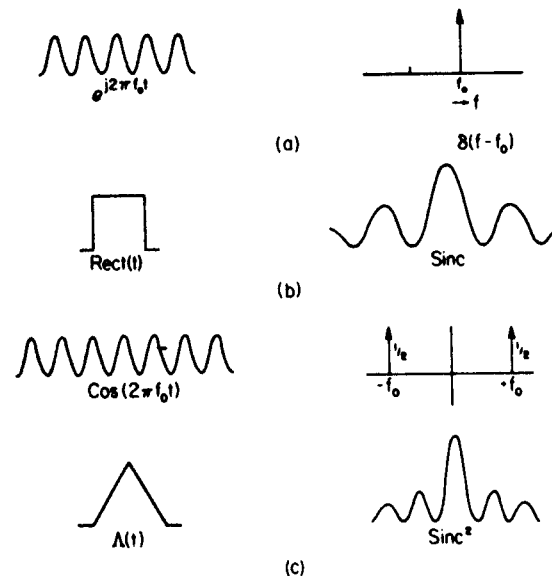 e^j2πf₀t
f₀
→ f
(a)
δ(f-f₀)
Rect(t)
Sinc
(b)
Cos(2πf₀t)
1/2
1/2
-f₀
+f₀
Λ(t)
Sinc²
(c)